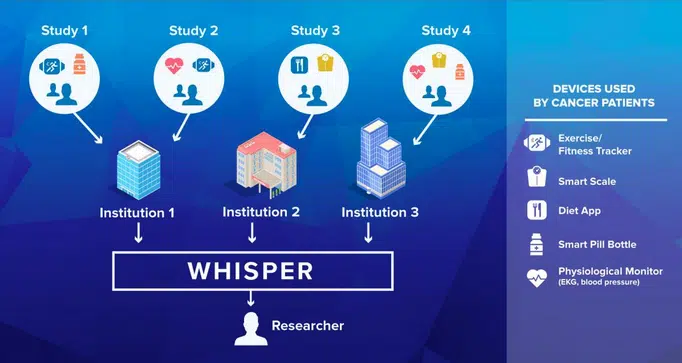 Study 1
Study 2
Study 3
Study 4
Institution 1
Institution 2
Institution 3
WHISPER
Researcher
DEVICES USED
BY CANCER PATIENTS
Exercise/
Fitness Tracker
Smart Scale
Diet App
Smart Pill Bottle
Physiological Monitor
(EKG, blood pressure)